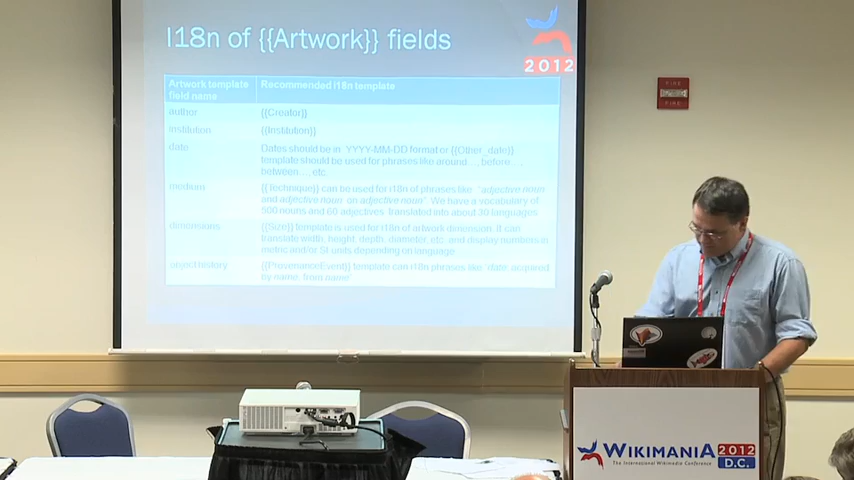 I18n of {{Artwork}} fields
2012
Artwork template field name
Recommended i18n template
author
{{Creator}}
institution
{{Institution}}
date
Dates should be in YYYY-MM-DD format or {{Other_date}}
template should be used for phrases like around…, before…,
between…, etc.
medium
{{Technique}} can be used for i18n of phrases like "adjective noun
and adjective noun on adjective noun". We have a vocabulary of
500 nouns and 60 adjectives translated into about 30 languages.
dimensions
{{Size}} template is used for i18n of artwork dimension. It can
translate width, height, depth, diameter, etc. and display numbers in
metric and/or SI units depending on language.
object history
{{ProvenanceEvent}} template can i18n phrases like "date: acquired
by name from name"
FIRE
FIRE
WIKIMANIA 2012
The International Wikimedia Conference D.C.